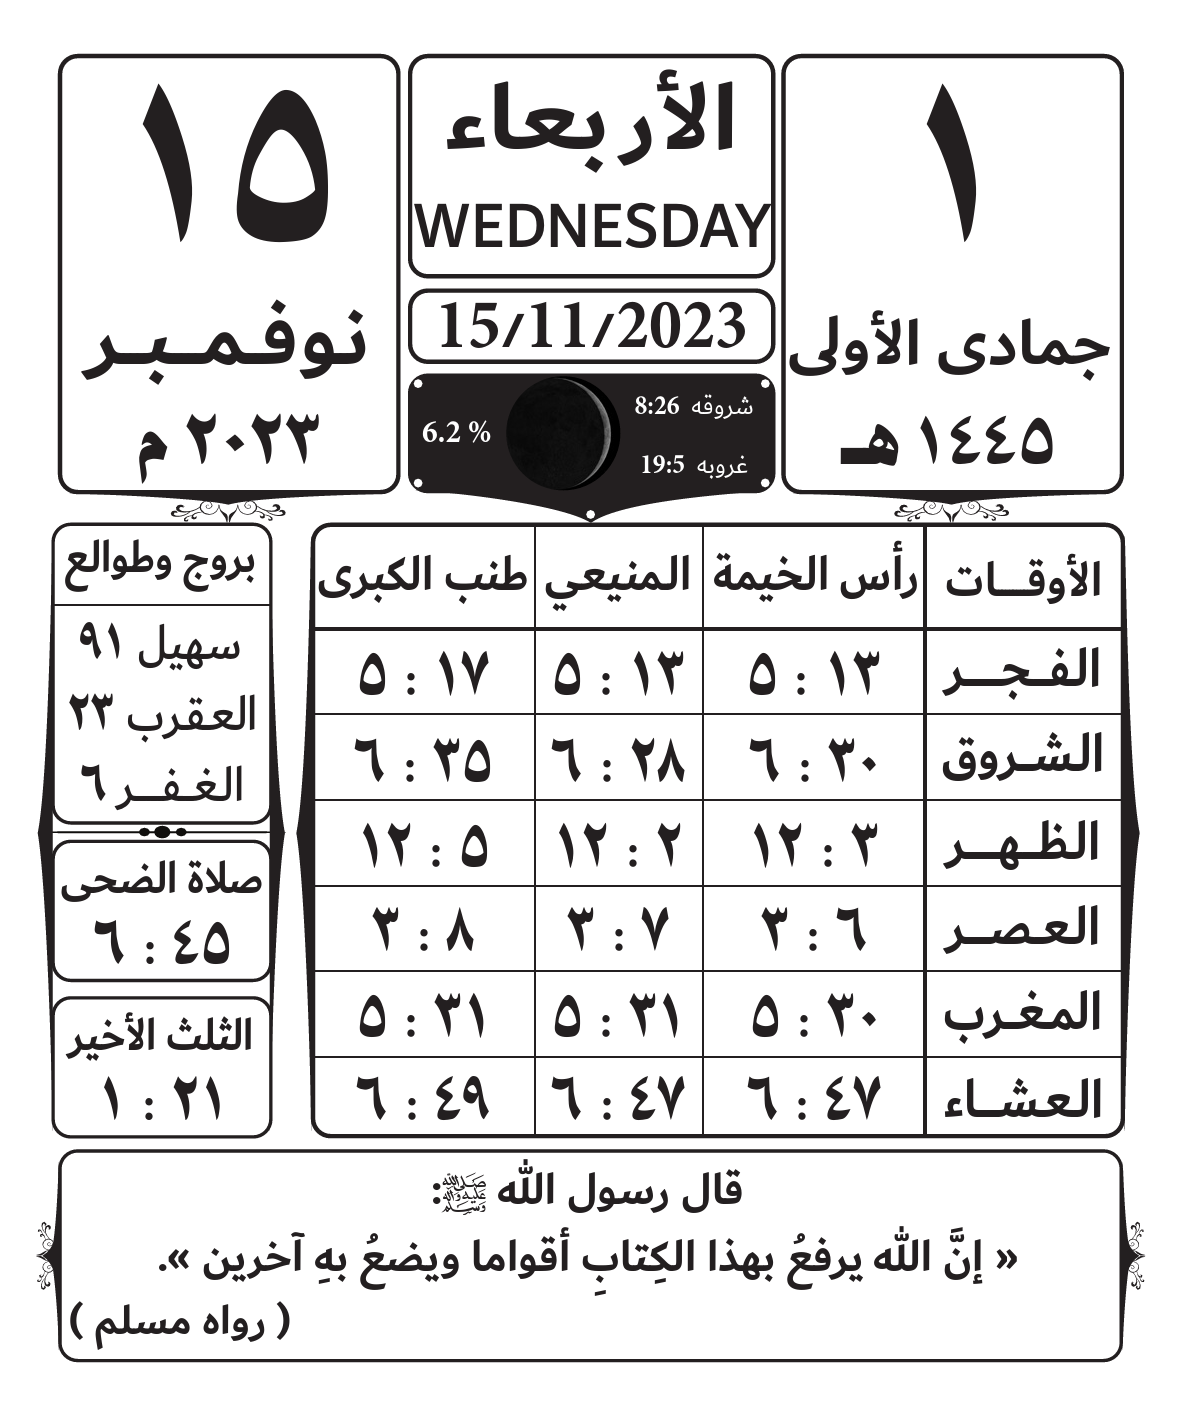 ١
جمادى الأولى
١٤٤٥ هـ
الأربعاء
WEDNESDAY
15/11/2023
شروقه 8:26
غروبه 19:5
6.2 %
١٥
نوفمبر
٢٠٢٣ م
الأوقات رأس الخيمة المنيعي طنب الكبرى
الفجر ٥ : ١٣ ٥ : ١٣ ٥ : ١٧
الشروق ٦ : ٣٠ ٦ : ٢٨ ٦ : ٣٥
الظهر ١٢ : ٣ ١٢ : ٢ ١٢ : ٥
العصر ٣ : ٦ ٣ : ٧ ٣ : ٨
المغرب ٥ : ٣٠ ٥ : ٣١ ٥ : ٣١
العشاء ٦ : ٤٧ ٦ : ٤٧ ٦ : ٤٩
بروج وطوالع
سهيل ٩١
العقرب ٢٣
الغفر ٦
صلاة الضحى
٦ : ٤٥
الثلث الأخير
١ : ٢١
قال رسول الله ﷺ:
« إنَّ الله يرفعُ بهذا الكِتابِ أقواما ويضعُ بهِ آخرين ».
( رواه مسلم )